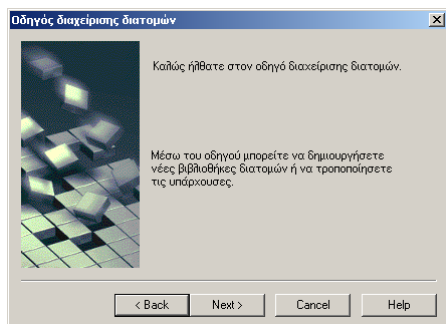 Οδηγός διαχείρισης διατομών
Καλώς ήλθατε στον οδηγό διαχείρισης διατομών.
Μέσω του οδηγού μπορείτε να δημιουργήσετε
νέες βιβλιοθήκες διατομών ή να τροποποίησετε
τις υπάρχουσες.
< Back
Next >
Cancel
Help